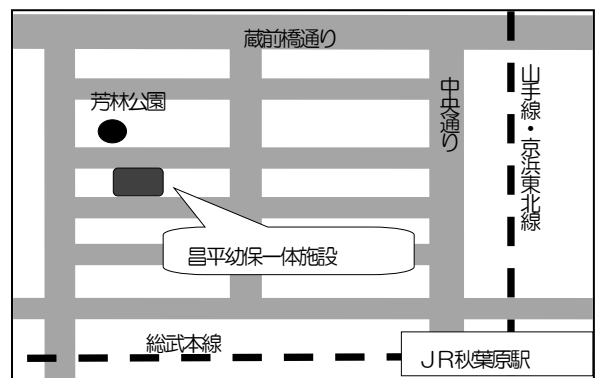 蔵前橋通り
芳林公園
中央通り
山手線・京浜東北線
昌平幼保一体施設
総武本線
JR秋葉原駅